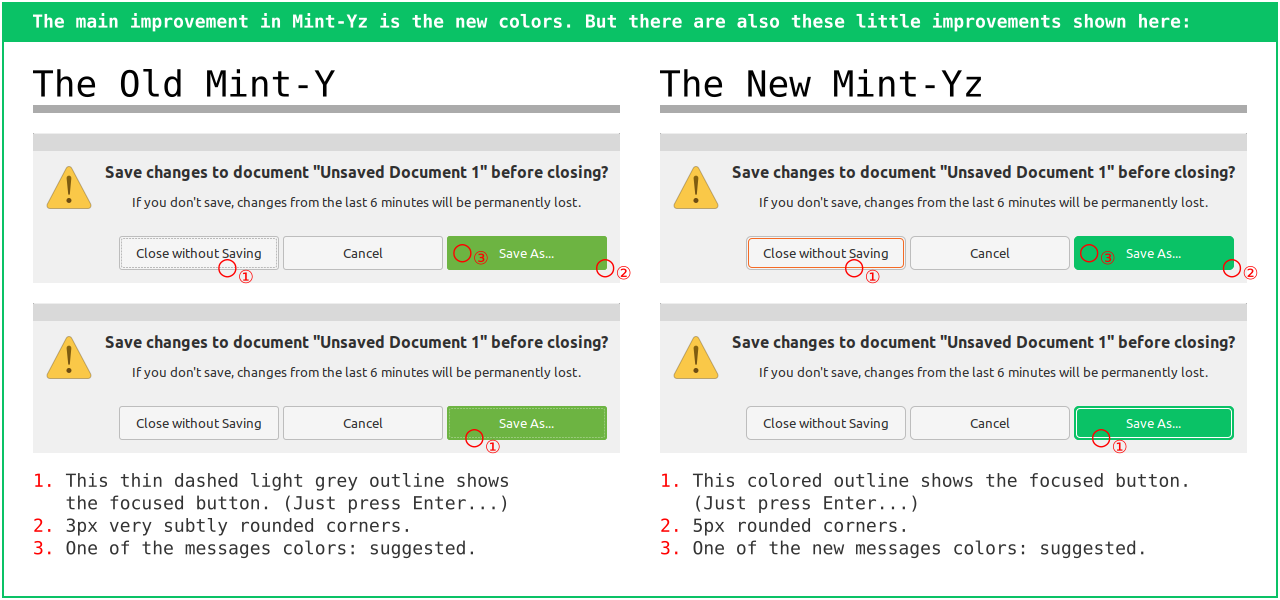 The main improvement in Mint-Yz is the new colors. But there are also these little improvements shown here:
The Old Mint-Y
Save changes to document "Unsaved Document 1" before closing?
If you don't save, changes from the last 6 minutes will be permanently lost.
Close without Saving
Cancel
③ Save As...
①
②
Save changes to document "Unsaved Document 1" before closing?
If you don't save, changes from the last 6 minutes will be permanently lost.
Close without Saving
Cancel
Save As...
①
1. This thin dashed light grey outline shows
the focused button. (Just press Enter...)
2. 3px very subtly rounded corners.
3. One of the messages colors: suggested.
The New Mint-Yz
Save changes to document "Unsaved Document 1" before closing?
If you don't save, changes from the last 6 minutes will be permanently lost.
Close without Saving
Cancel
③ Save As...
①
②
Save changes to document "Unsaved Document 1" before closing?
If you don't save, changes from the last 6 minutes will be permanently lost.
Close without Saving
Cancel
Save As...
①
1. This colored outline shows the focused button.
(Just press Enter...)
2. 5px rounded corners.
3. One of the new messages colors: suggested.